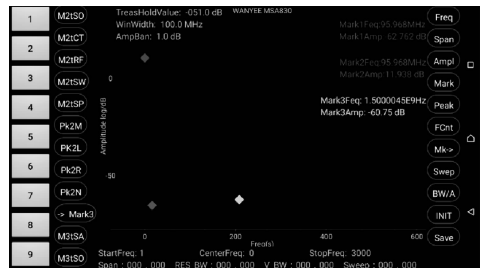 1
2
3
4
5
6
7
8
9
M2tSO
M2tCT
M2tRF
M2tSW
M2tSP
Pk2M
PK2L
Pk2R
Pk2N
-> Mark3
M3tSA
M3tSO
TreasHoldValue: -051.0 dB
WANYEE MSA830
WinWidth: 100.0 MHz
AmpBan: 1.0 dB
Mark1Feq:95.968MHz
Mark1Amp: 62.762 dB
Mark2Feq:95.968MHz
Mark2Amp:11.938 dB
Mark3Feq: 1.5000045E9Hz
Mark3Amp: -60.75 dB
Amplitude log/dB
0
-50
0
200
400
600
Freq(s)
StartFreq: 1
CenterFreq: 0
StopFreq: 3000
Span : 000 . 000 RES BW : 000 . 000 V BW : 000 . 000 Sweep : 000 . 000
Freq
Span
Ampl
Mark
Peak
FCnt
Mk->
Swep
BW/A
INIT
Save